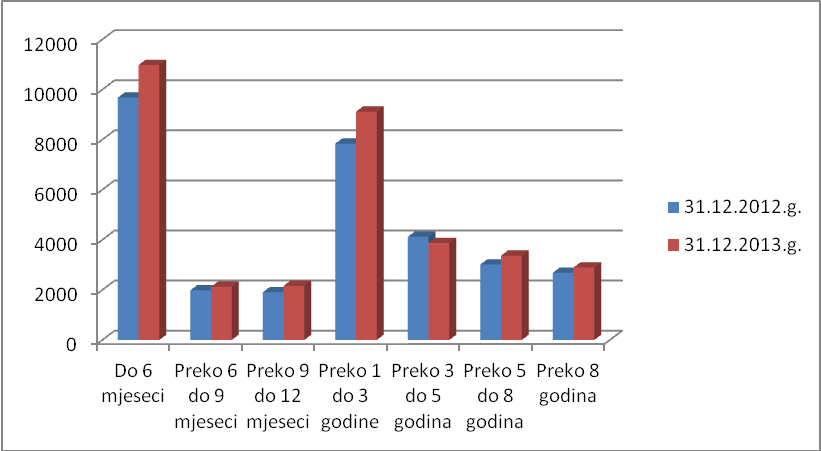 12000
10000
8000
6000
4000
2000
0
Do 6
mjeseci
Preko 6
do 9
mjeseci
Preko 9
do 12
mjeseci
Preko 1
do 3
godine
Preko 3
do 5
godina
Preko 5
do 8
godina
Preko 8
godina
31.12.2012.g.
31.12.2013.g.